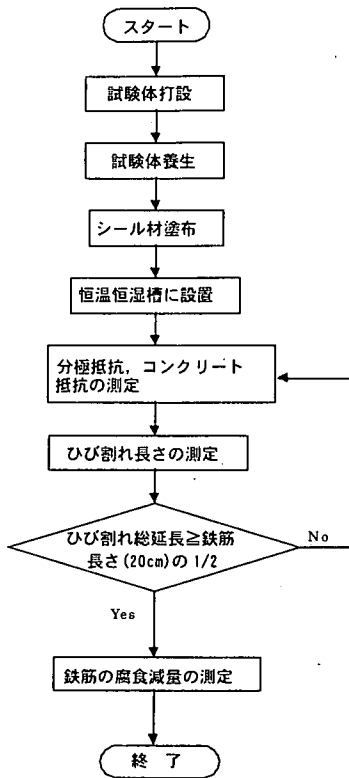 スタート
試験体打設
試験体養生
シール材塗布
恒温恒湿槽に設置
分極抵抗，コンクリート
抵抗の測定
ひび割れ長さの測定
ひび割れ総延長≧鉄筋
長さ(20cm)の1/2
No
Yes
鉄筋の腐食減量の測定
終 了